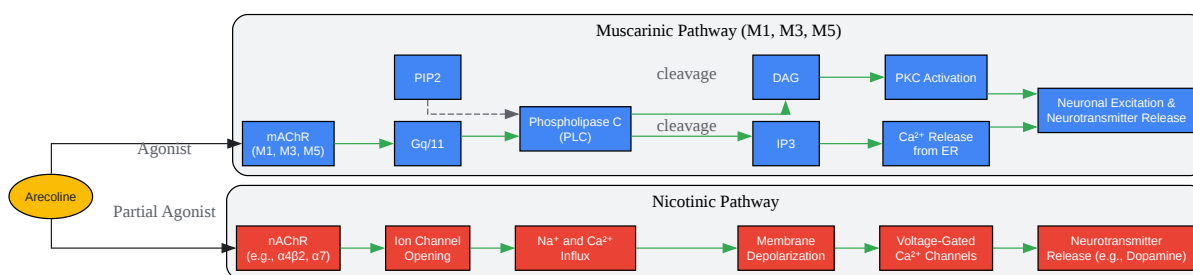 Muscarinic Pathway (M1, M3, M5)
PIP2
cleavage
DAG
PKC Activation
Neuronal Excitation &
Neurotransmitter Release
Phospholipase C
(PLC)
cleavage
mAChR
(M1, M3, M5)
Gq/11
IP3
Ca²⁺ Release
from ER
Agonist
Arecoline
Partial Agonist
Nicotinic Pathway
nAChR
(e.g., α4β2, α7)
Ion Channel
Opening
Na⁺ and Ca²⁺
Influx
Membrane
Depolarization
Voltage-Gated
Ca²⁺ Channels
Neurotransmitter
Release (e.g., Dopamine)